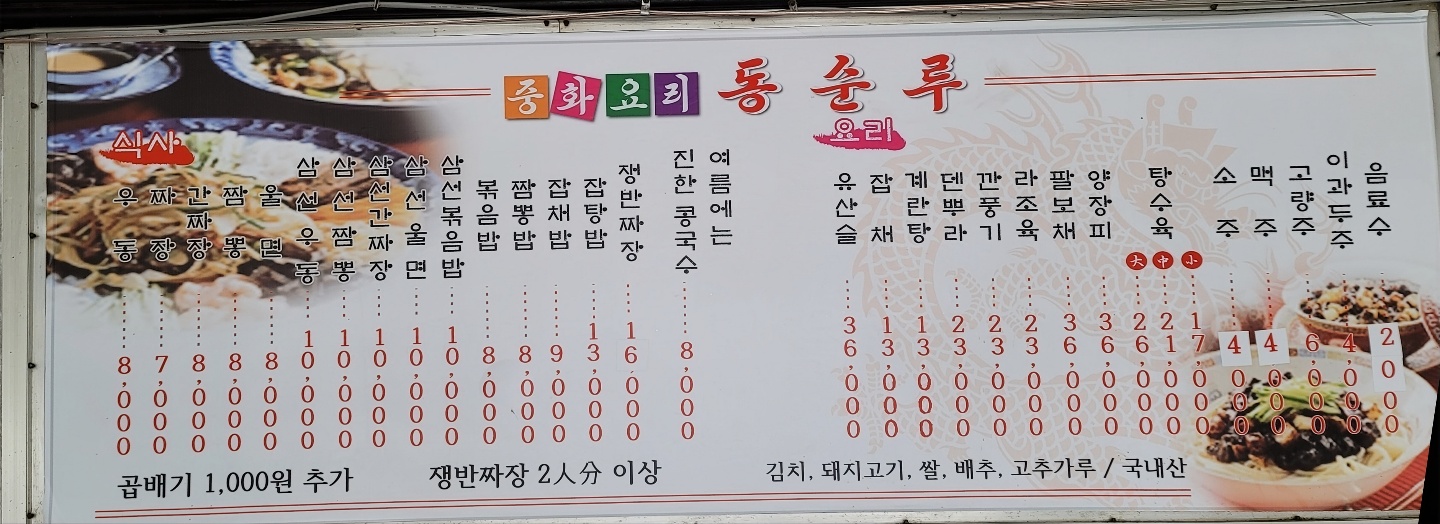 중화요리 동순루
식사
우동 8,000
짜장 7,000
간짜장 8,000
짬뽕 8,000
울면 8,000
삼선우동 10,000
삼선짬뽕 10,000
삼선간짜장 10,000
삼선울면 10,000
삼선볶음밥 10,000
볶음밥 8,000
짬뽕밥 8,000
잡채밥 9,000
잡탕밥 13,000
쟁반짜장 16,000
여름에는
진한콩국수 8,000
요리
유산슬 36,000
잡채 13,000
계란탕 13,000
덴뿌라 23,000
깐풍기 23,000
라조육 23,000
팔보채 36,000
양장피 36,000
탕수육
大 26,000
中 21,000
小 17,000
소주 4,000
맥주 4,000
고량주 6,000
이과두주 4,000
음료수 2000
곱배기 1,000원 추가
쟁반짜장 2人分 이상
김치, 돼지고기, 쌀, 배추, 고추가루 / 국내산